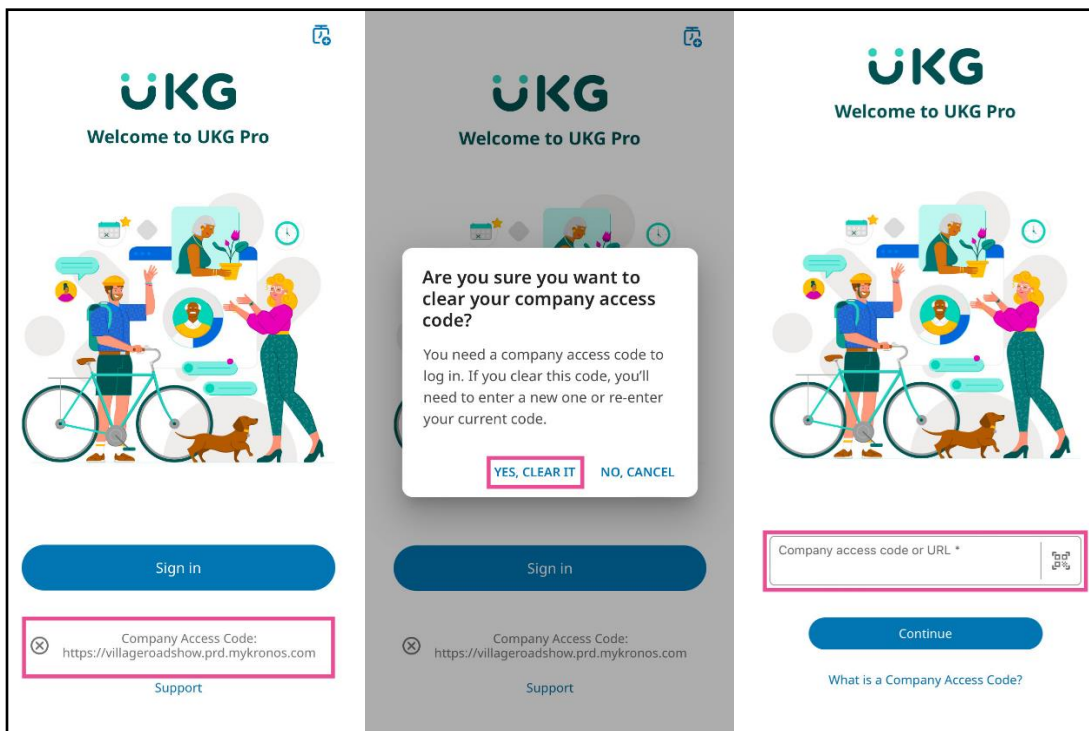 UKG
Welcome to UKG Pro
Sign in
Company Access Code:
https://villageroadshow.prd.mykronos.com
Support
UKG
Welcome to UKG Pro
Are you sure you want to
clear your company access
code?
You need a company access code to
log in. If you clear this code, you'll
need to enter a new one or re-enter
your current code.
YES, CLEAR IT NO, CANCEL
Sign in
Company Access Code:
https://villageroadshow.prd.mykronos.com
Support
UKG
Welcome to UKG Pro
Company access code or URL *
Continue
What is a Company Access Code?